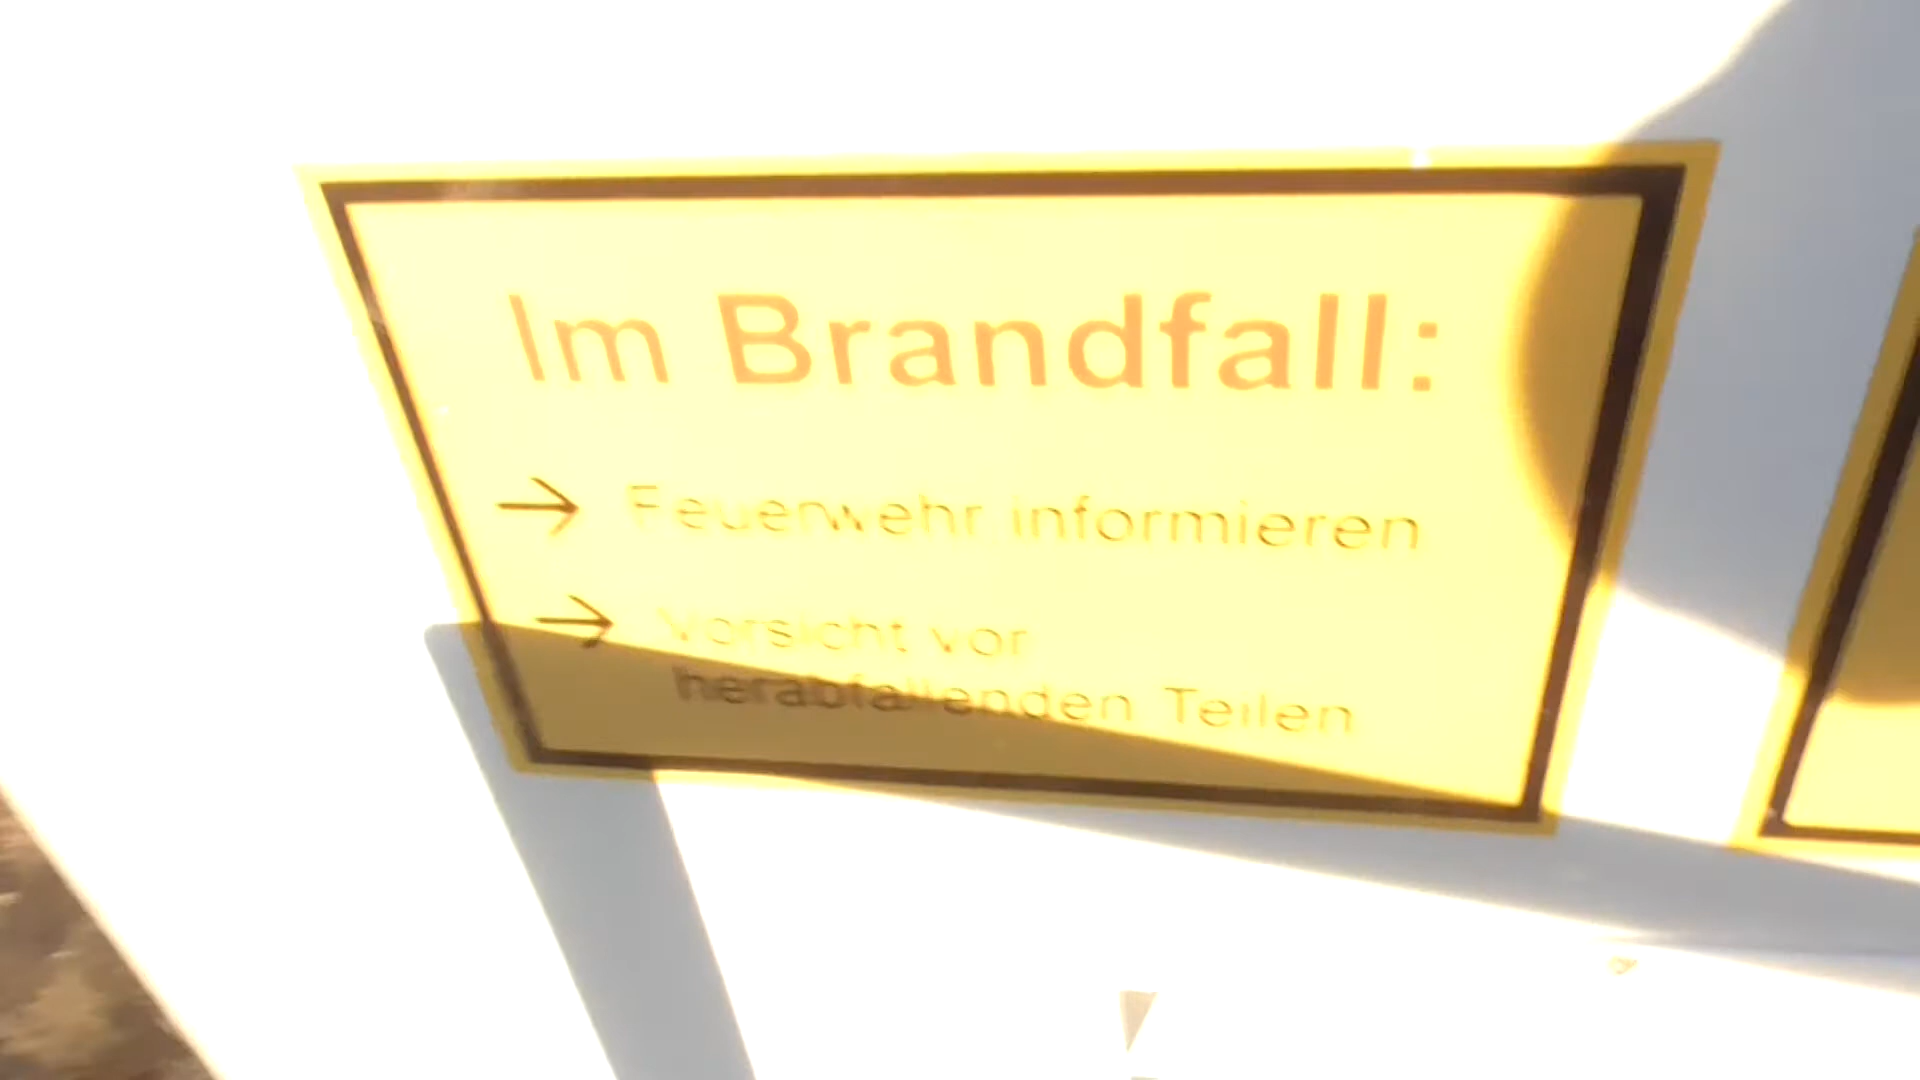 Im Brandfall:
→ Feuerwehr informieren
→ Vorsicht vor
herabfallenden Teilen